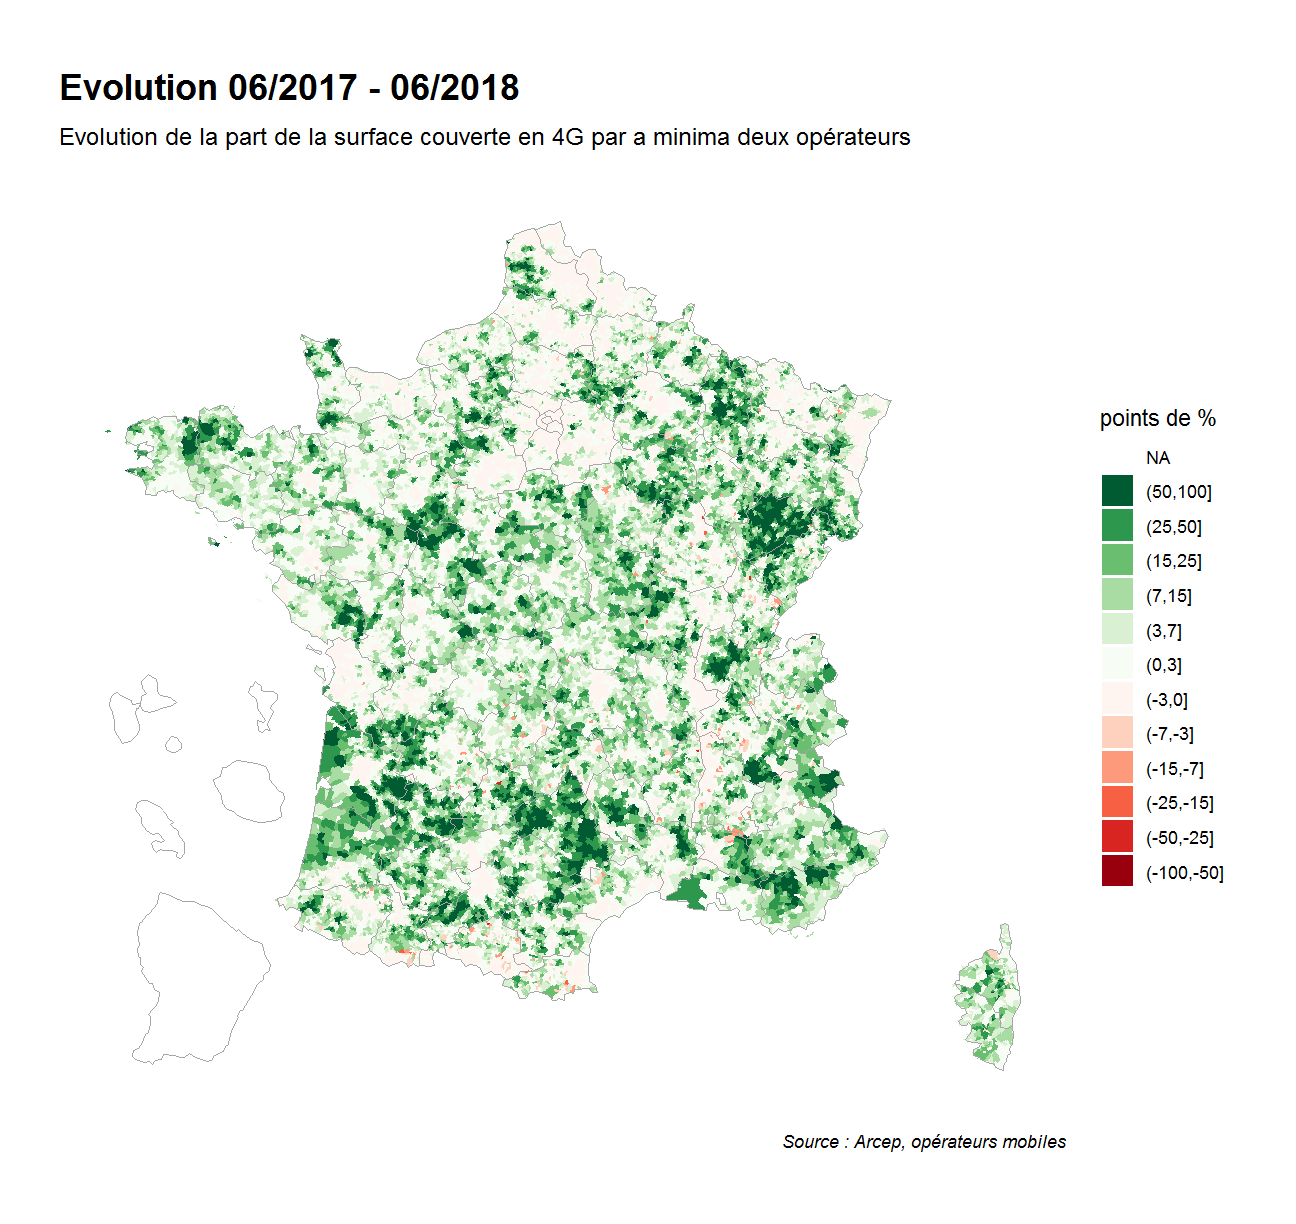 Evolution 06/2017 - 06/2018
Evolution de la part de la surface couverte en 4G par a minima deux opérateurs
points de %
NA
(50,100]
(25,50]
(15,25]
(7,15]
(3,7]
(0,3]
(-3,0]
(-7,-3]
(-15,-7]
(-25,-15]
(-50,-25]
(-100,-50]
Source : Arcep, opérateurs mobiles